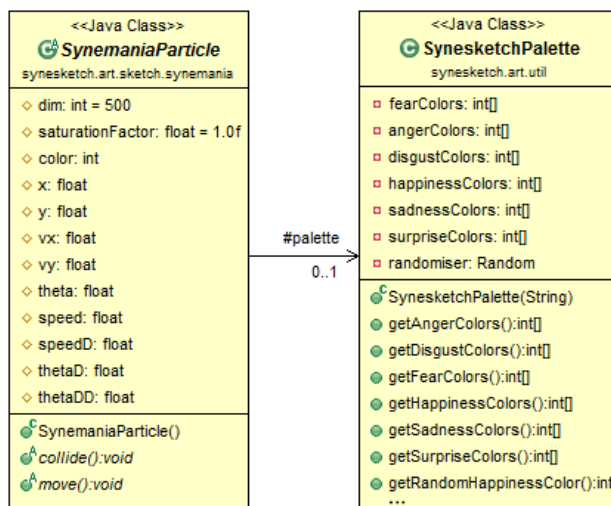 <<Java Class>>
SynemaniaParticle
synesketch.art.sketch.synemania
dim: int = 500
saturationFactor: float = 1.0f
color: int
x: float
y: float
vx: float
vy: float
theta: float
speed: float
speedD: float
thetaD: float
thetaDD: float
SynemaniaParticle()
collide():void
move():void
#palette
0..1
<<Java Class>>
SynesketchPalette
synesketch.art.util
fearColors: int[]
angerColors: int[]
disgustColors: int[]
happinessColors: int[]
sadnessColors: int[]
surpriseColors: int[]
randomiser: Random
SynesketchPalette(String)
getAngerColors():int[]
getDisgustColors():int[]
getFearColors():int[]
getHappinessColors():int[]
getSadnessColors():int[]
getSurpriseColors():int[]
getRandomHappinessColor():int
...